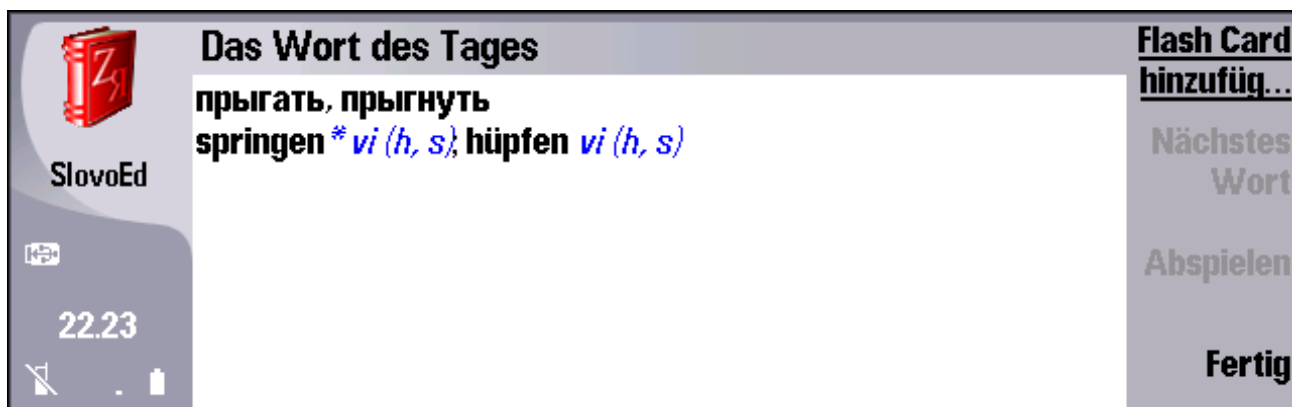 Das Wort des Tages
прыгать, прыгнуть
springen * vi (h, s); hüpfen vi (h, s)
SlovoEd
22.23
Flash Card
hinzufüg...
Nächstes
Wort
Abspielen
Fertig